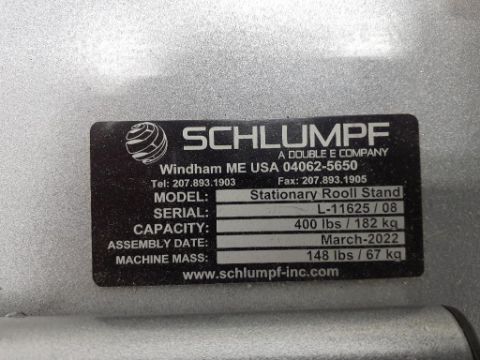 SCHLUMPF
A DOUBLE E COMPANY
Windham ME USA 04062-5650
Tel: 207.893.1903 Fax: 207.893.1905
MODEL: Stationary Rooll Stand
SERIAL: L-11625 / 08
CAPACITY: 400 lbs / 182 kg
ASSEMBLY DATE: March-2022
MACHINE MASS: 148 lbs / 67 kg
www.schlumpf-inc.com